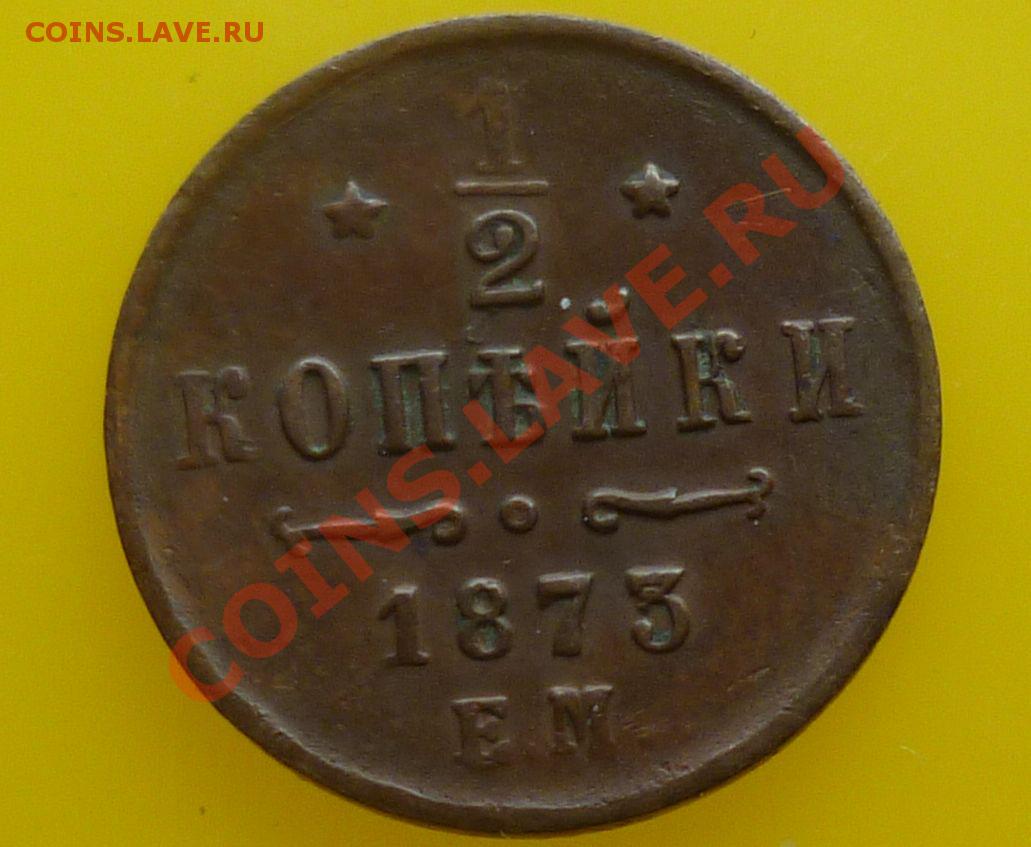 COINS.LAVE.RU
1
2
КОПѢЙКИ
1873
ЕМ
COINS.LAVE.RU